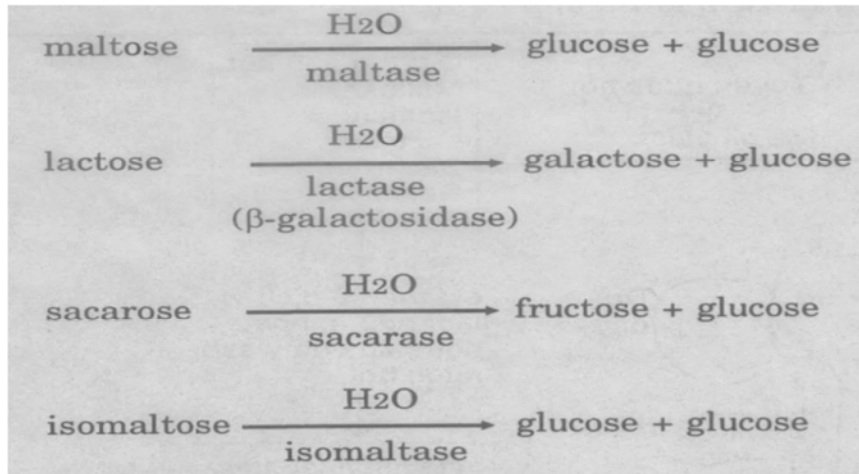 H2O
maltose glucose + glucose
maltase
H2O
lactose galactose + glucose
lactase
(β-galactosidase)
H2O
sacarose fructose + glucose
sacarase
H2O
isomaltose glucose + glucose
isomaltase